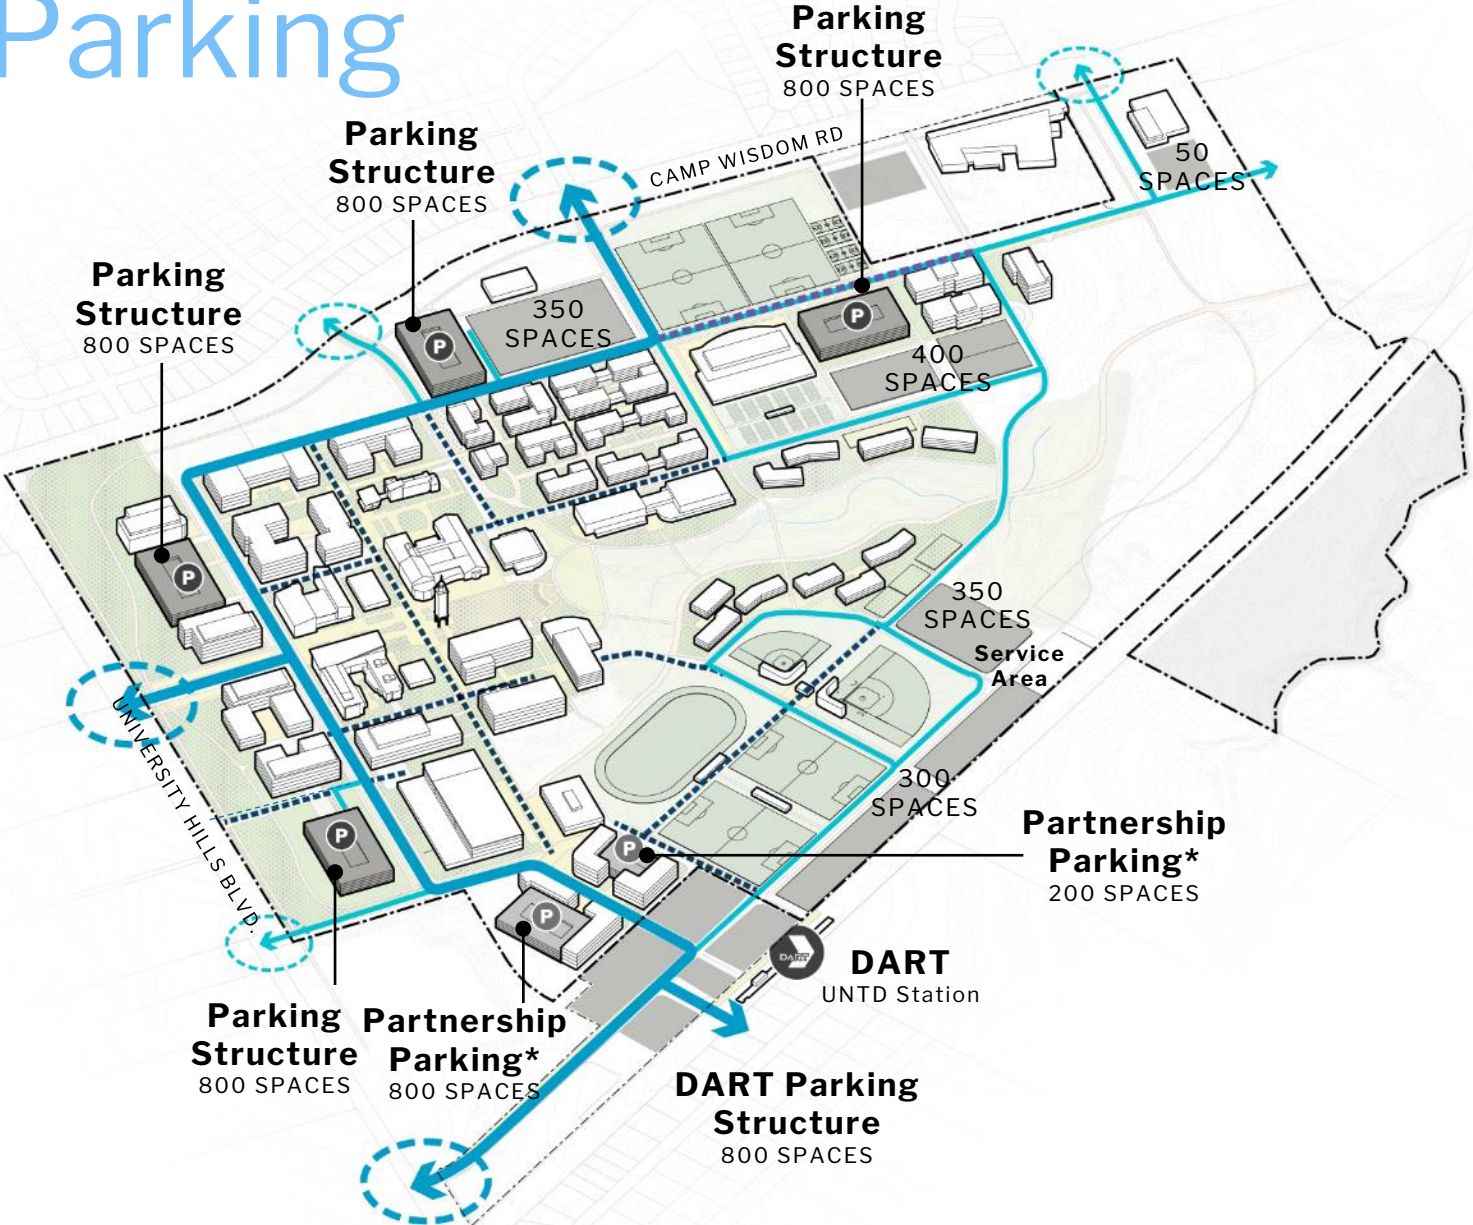 Parking
Parking
Structure
800 SPACES
Parking
Structure
800 SPACES
Parking
Structure
800 SPACES
CAMP WISDOM RD
50
SPACES
350
SPACES
400
SPACES
P
P
P
350
SPACES
Service
Area
UNIVERSITY HILLS BLVD.
300
SPACES
P
P
P
Partnership
Parking*
200 SPACES
DART
DART
UNTD Station
Parking
Structure
800 SPACES
Partnership
Parking*
800 SPACES
DART Parking
Structure
800 SPACES